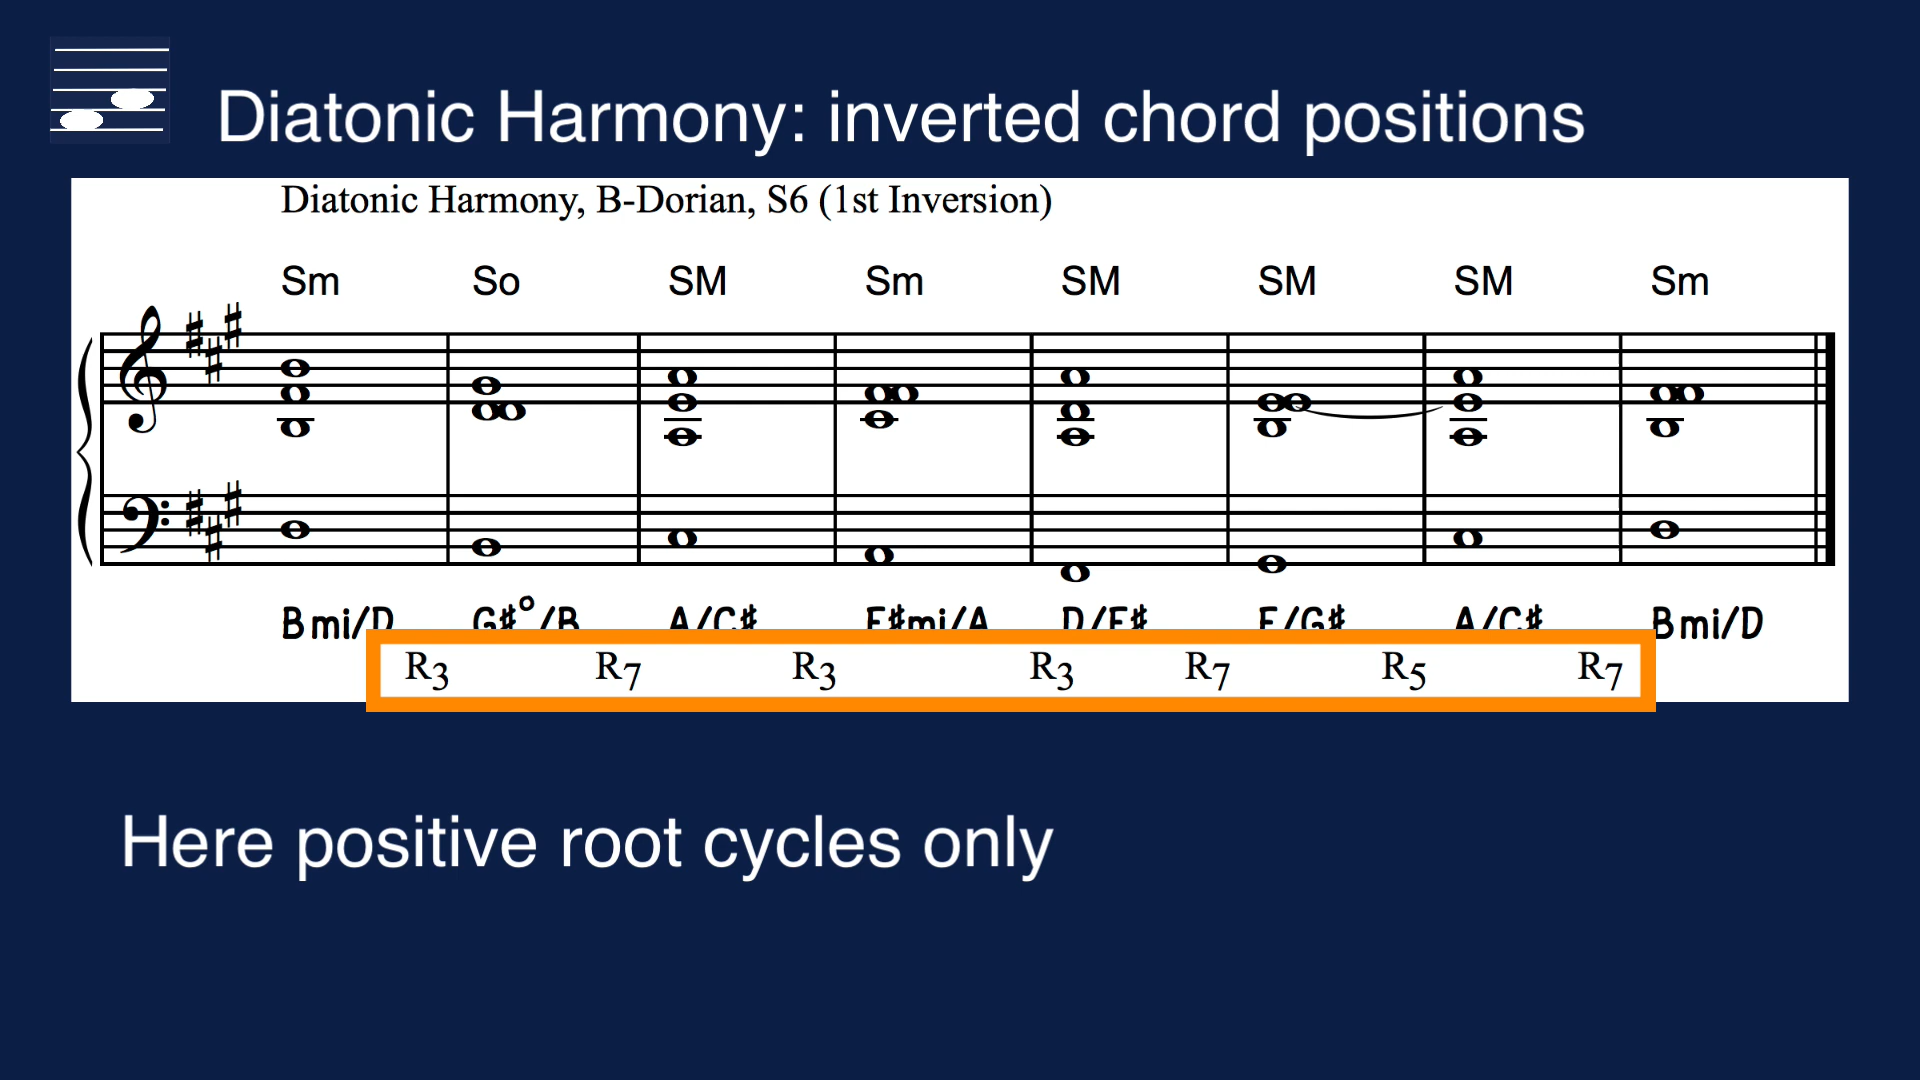 Diatonic Harmony: inverted chord positions
Diatonic Harmony, B-Dorian, S6 (1st Inversion)
Sm So SM Sm SM SM SM Sm
Bmi/D G♯°/B A/C♯ F♯mi/A D/F♯ E/G♯ A/C♯ Bmi/D
R3 R7 R3 R3 R7 R5 R7
Here positive root cycles only